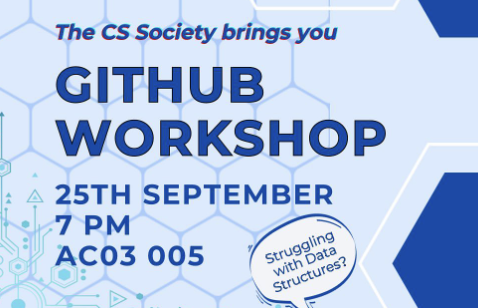 The CS Society brings you
GITHUB
WORKSHOP
25TH SEPTEMBER
7 PM
AC03 005
Struggling
with Data
Structures?